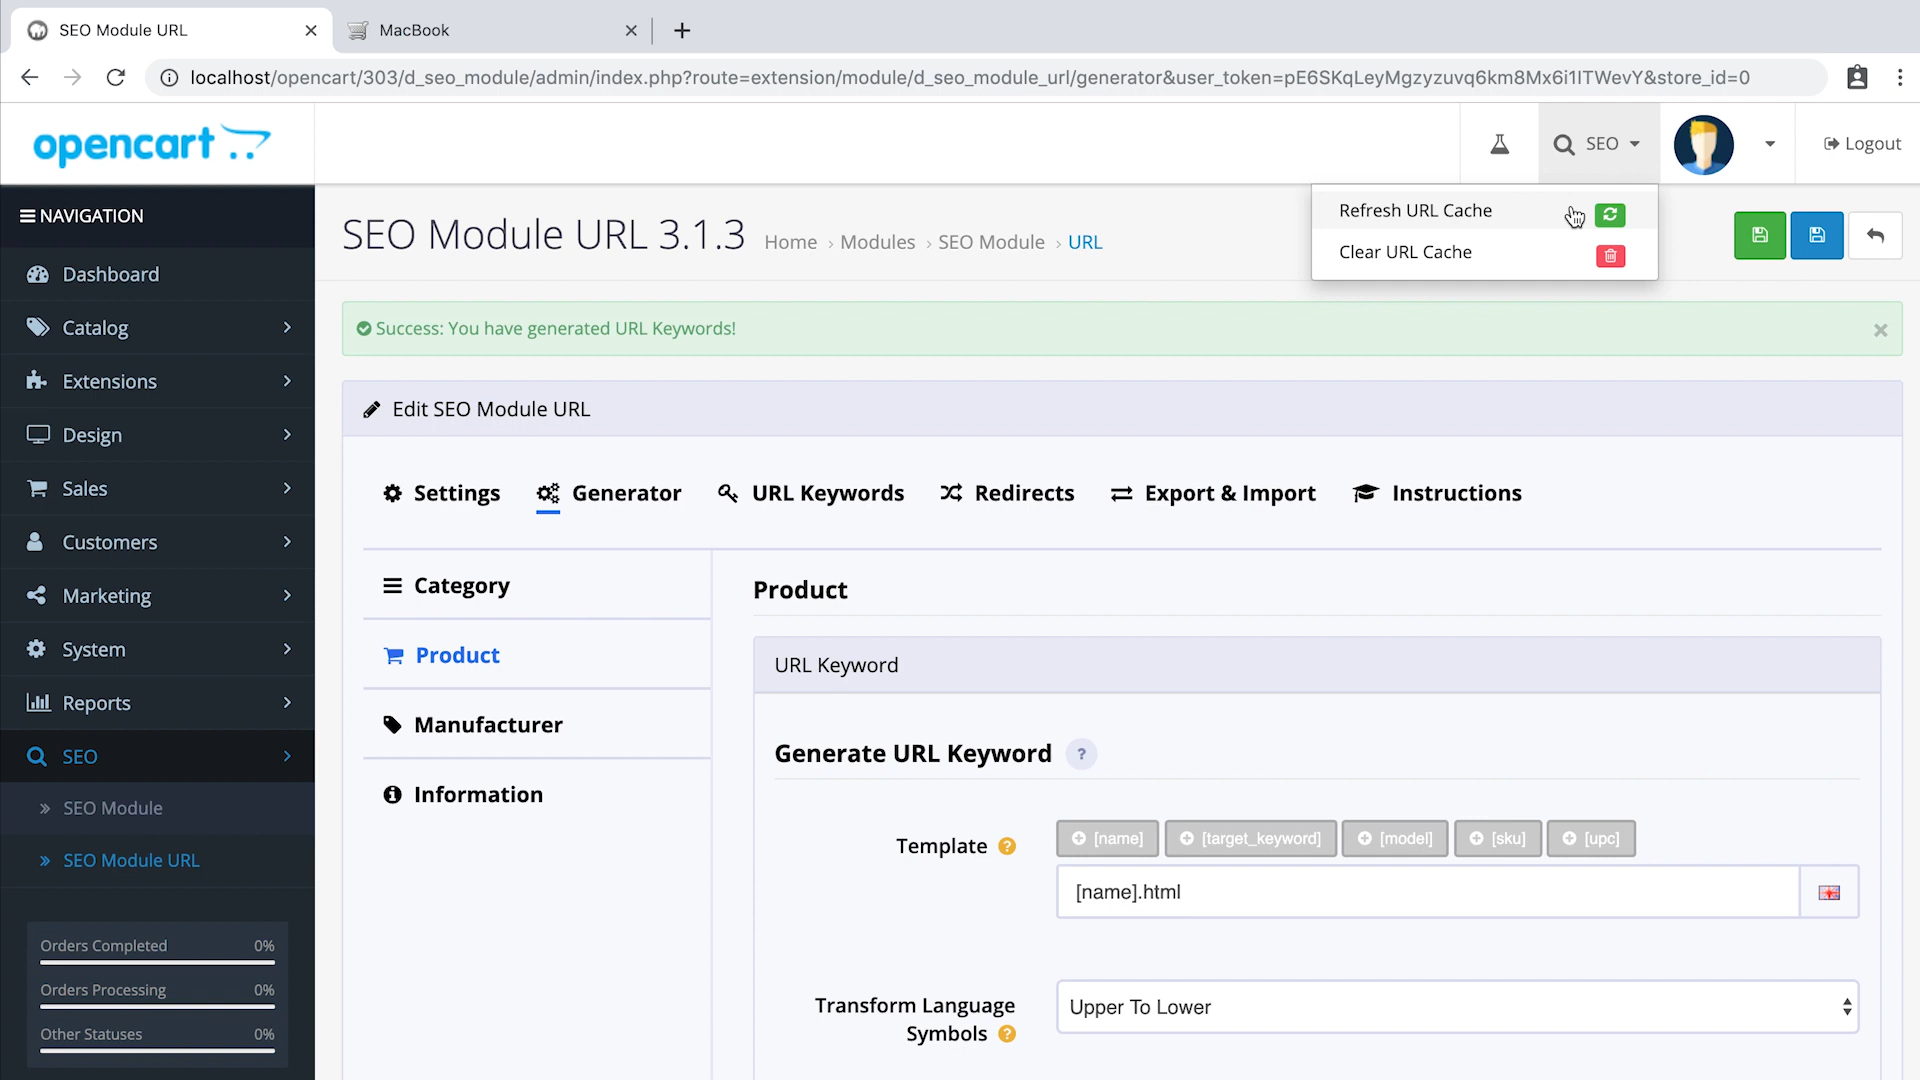 SEO Module URL
MacBook
localhost/opencart/303/d_seo_module/admin/index.php?route=extension/module/d_seo_module_url/generator&user_token=pE6SKqLeyMgzyzuvq6km8Mx6i1ITWevY&store_id=0
opencart
SEO
Logout
Refresh URL Cache
Clear URL Cache
NAVIGATION
SEO Module URL 3.1.3
Home › Modules › SEO Module › URL
Dashboard
Catalog
Extensions
Design
Sales
Customers
Marketing
System
Reports
SEO
» SEO Module
» SEO Module URL
Orders Completed 0%
Orders Processing 0%
Other Statuses 0%
Success: You have generated URL Keywords!
Edit SEO Module URL
Settings Generator URL Keywords Redirects Export & Import Instructions
Category
Product
Manufacturer
Information
Product
URL Keyword
Generate URL Keyword ?
Template ?
[name] [target_keyword] [model] [sku] [upc]
[name].html
Transform Language
Symbols ?
Upper To Lower